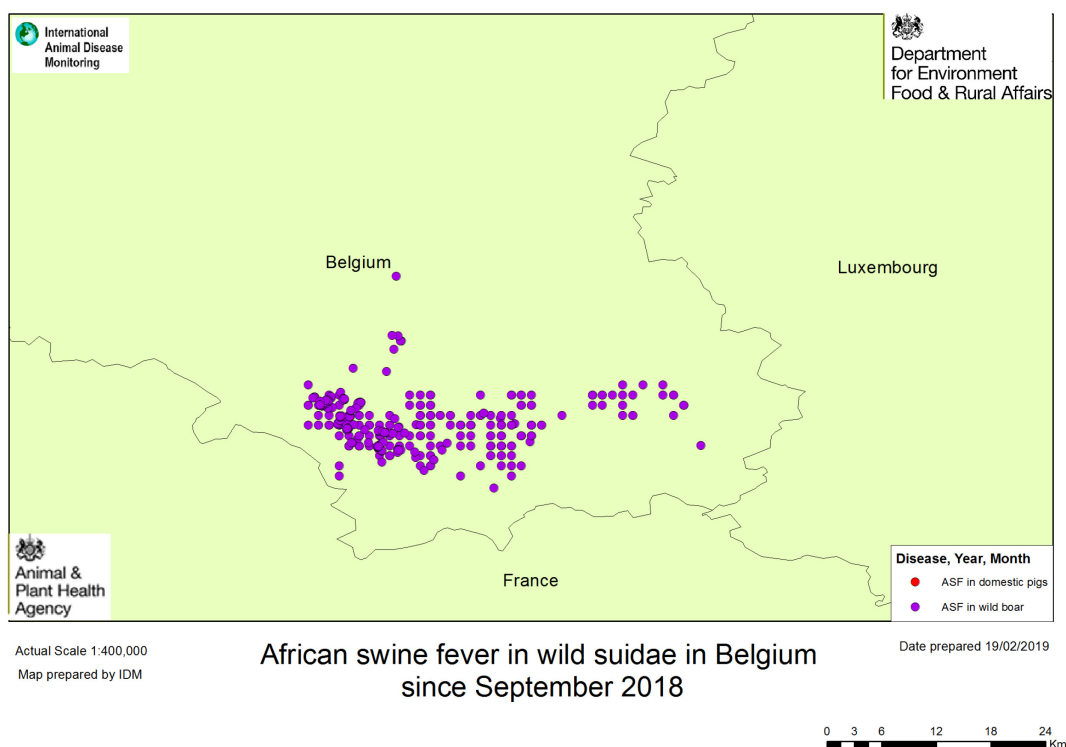 International
Animal Disease
Monitoring
Department
for Environment
Food & Rural Affairs
Belgium
Luxembourg
France
Animal &
Plant Health
Agency
Disease, Year, Month
ASF in domestic pigs
ASF in wild boar
Actual Scale 1:400,000
Map prepared by IDM
African swine fever in wild suidae in Belgium
since September 2018
Date prepared 19/02/2019
0 3 6 12 18 24
Km